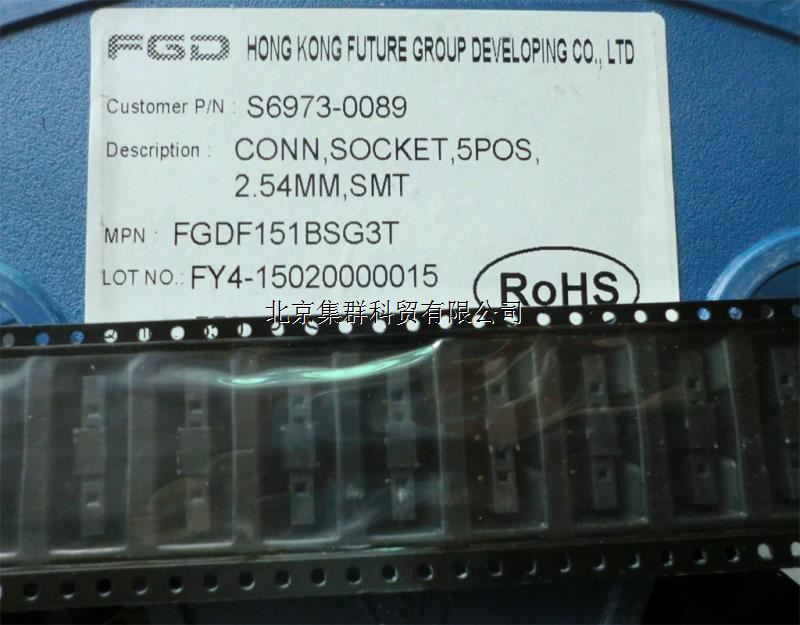 FGD HONG KONG FUTURE GROUP DEVELOPING CO., LTD
Customer P/N : S6973-0089
Description : CONN,SOCKET,5POS,
2.54MM,SMT
MPN : FGDF151BSG3T
LOT NO.: FY4-15020000015
RoHS
北京集群科贸有限公司